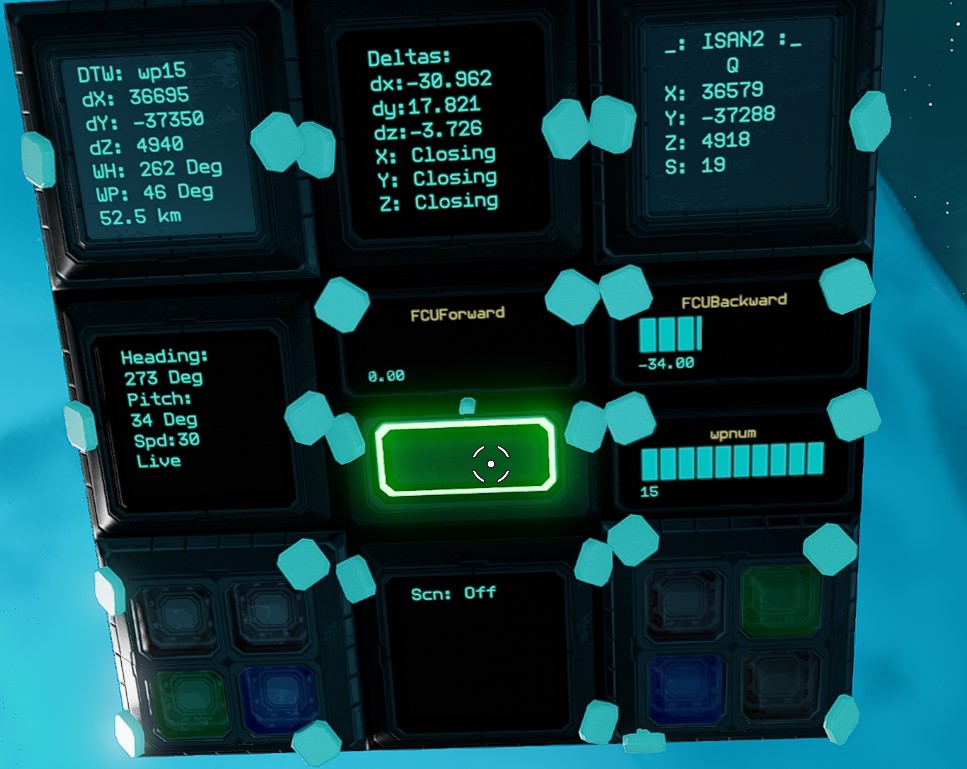 DTW: wp15
dX: 36695
dY: -37350
dZ: 4940
WH: 262 Deg
WP: 46 Deg
52.5 km
Deltas:
dx:-30.962
dy:17.821
dz:-3.726
X: Closing
Y: Closing
Z: Closing
_: ISAN2 :_
Q
X: 36579
Y: -37288
Z: 4918
S: 19
Heading:
273 Deg
Pitch:
34 Deg
Spd:30
Live
FCUForward
0.00
FCUBackward
-34.00
wpnum
15
Scn: Off